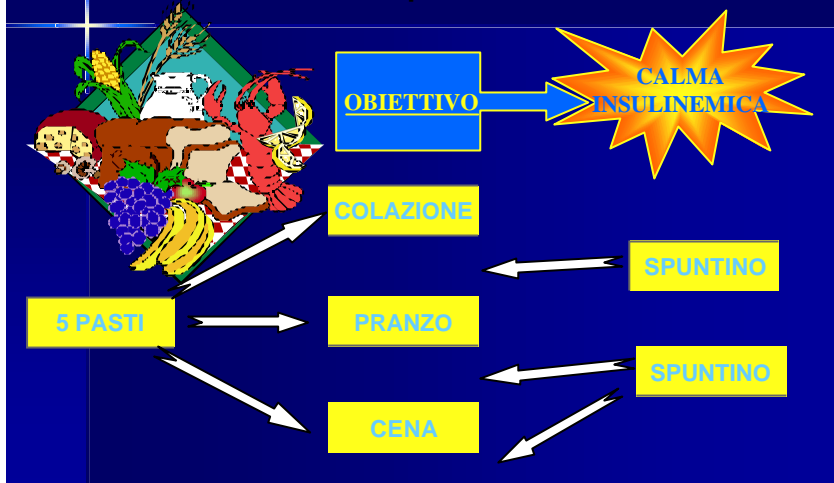 OBIETTIVO
CALMA
INSULINEMICA
COLAZIONE
SPUNTINO
5 PASTI
PRANZO
SPUNTINO
CENA